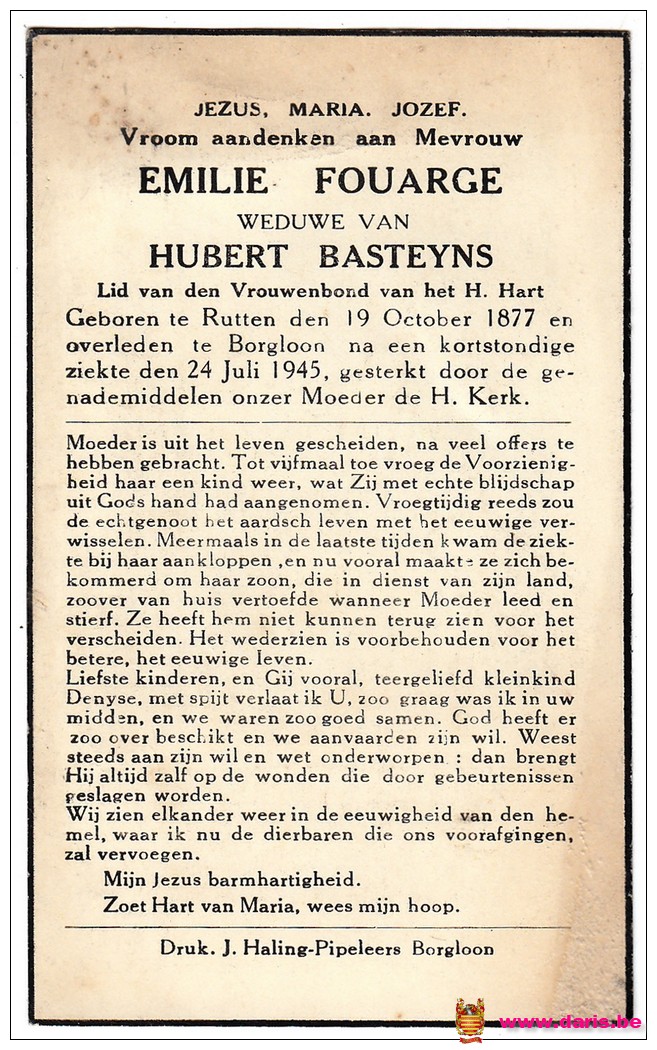 JEZUS, MARIA. JOZEF.
Vroom aandenken aan Mevrouw
EMILIE FOUARGE
WEDUWE VAN
HUBERT BASTEYNS
Lid van den Vrouwenbond van het H. Hart
Geboren te Rutten den 19 October 1877 en
overleden te Borgloon na een kortstondige
ziekte den 24 Juli 1945, gesterkt door de ge-
nademiddelen onzer Moeder de H. Kerk.
Moeder is uit het leven gescheiden, na veel offers te
hebben gebracht. Tot vijfmaal toe vroeg de Voorzienig-
heid haar een kind weer, wat Zij met echte blijdschap
uit Gods hand had aangenomen. Vroegtijdig reeds zou
de echtgenoot het aardsch leven met het eeuwige ver-
wisselen. Meermaals in de laatste tijden kwam de ziek-
te bij haar aankloppen ,en nu vooral maakte ze zich be-
kommerd om haar zoon, die in dienst van zijn land,
zoover van huis vertoefde wanneer Moeder leed en
stierf. Ze heeft hem niet kunnen terug zien voor het
verscheiden. Het wederzien is voorbehouden voor het
betere, het eeuwige leven.
Liefste kinderen, en Gij vooral, teergeliefd kleinkind
Denyse, met spijt verlaat ik U, zoo graag was ik in uw
midden, en we waren zoo goed samen. God heeft er
zoo over beschikt en we aanvaarden zijn wil. Weest
steeds aan zijn wil en wet onderworpen : dan brengt
Hij altijd zalf op de wonden die door gebeurtenissen
geslagen worden.
Wij zien elkander weer in de eeuwigheid van den he-
mel, waar ik nu de dierbaren die ons voorafgingen,
zal vervoegen.
Mijn Jezus barmhartigheid.
Zoet Hart van Maria, wees mijn hoop.
Druk. J. Haling-Pipeleers Borgloon
www.daris.be